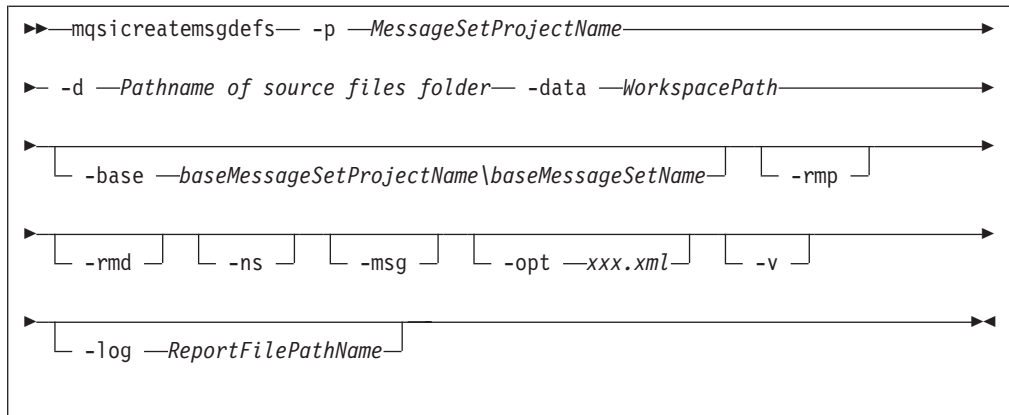 mqsicreatemsgdefs -p MessageSetProjectName
-d Pathname of source files folder -data WorkspacePath
-base baseMessageSetProjectName\baseMessageSetName -rmp
-rmd -ns -msg -opt xxx.xml -v
-log ReportFilePathName